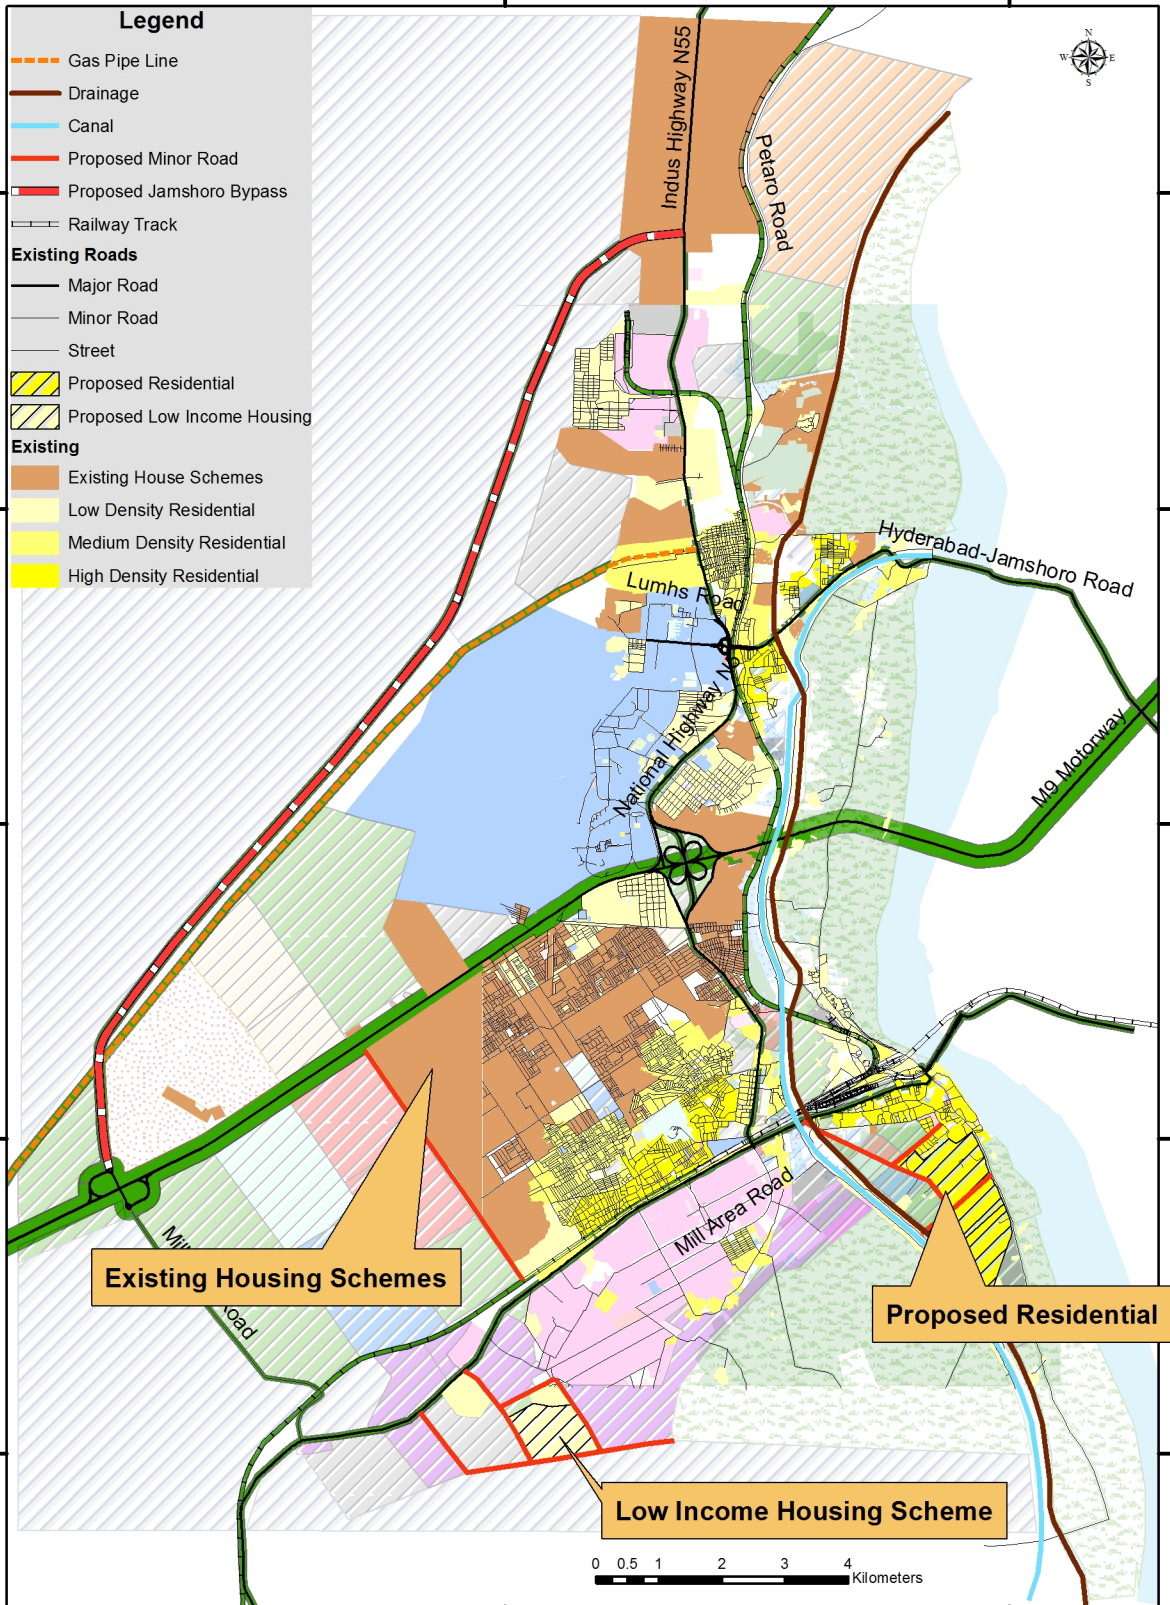 Legend
Gas Pipe Line
Drainage
Canal
Proposed Minor Road
Proposed Jamshoro Bypass
Railway Track
Existing Roads
Major Road
Minor Road
Street
Proposed Residential
Proposed Low Income Housing
Existing
Existing House Schemes
Low Density Residential
Medium Density Residential
High Density Residential
N
W E
S
Indus Highway N55
Petaro Road
Hyderabad-Jamshoro Road
Lumhs Road
National Highway N5
M9 Motorway
Mill Area Road
Existing Housing Schemes
Proposed Residential
Low Income Housing Scheme
0 0.5 1 2 3 4
Kilometers